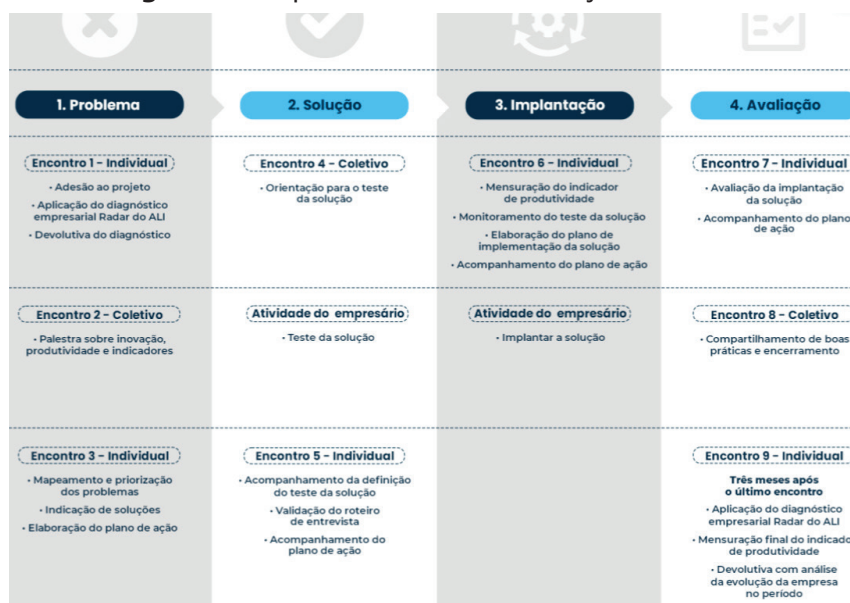 1. Problema
2. Solução
3. Implantação
4. Avaliação
Encontro 1 - Individual
• Adesão ao projeto
• Aplicação do diagnóstico
empresarial Radar do ALI
• Devolutiva do diagnóstico
Encontro 4 - Coletivo
• Orientação para o teste
da solução
Encontro 6 - Individual
• Mensuração do indicador
de produtividade
• Monitoramento do teste da solução
• Elaboração do plano de
implementação da solução
• Acompanhamento do plano de ação
Encontro 7 - Individual
• Avaliação da implantação
da solução
• Acompanhamento do plano
de ação
Encontro 2 - Coletivo
• Palestra sobre inovação,
produtividade e indicadores
Atividade do empresário
• Teste da solução
Atividade do empresário
• Implantar a solução
Encontro 8 - Coletivo
• Compartilhamento de boas
práticas e encerramento
Encontro 3 - Individual
• Mapeamento e priorização
dos problemas
• Indicação de soluções
• Elaboração do plano de ação
Encontro 5 - Individual
• Acompanhamento da definição
do teste da solução
• Validação do roteiro
de entrevista
• Acompanhamento do
plano de ação
Encontro 9 - Individual
Três meses após
o último encontro
• Aplicação do diagnóstico
empresarial Radar do ALI
• Mensuração final do indicado
de produtividade
• Devolutiva com análise
da evolução da empresa
no período